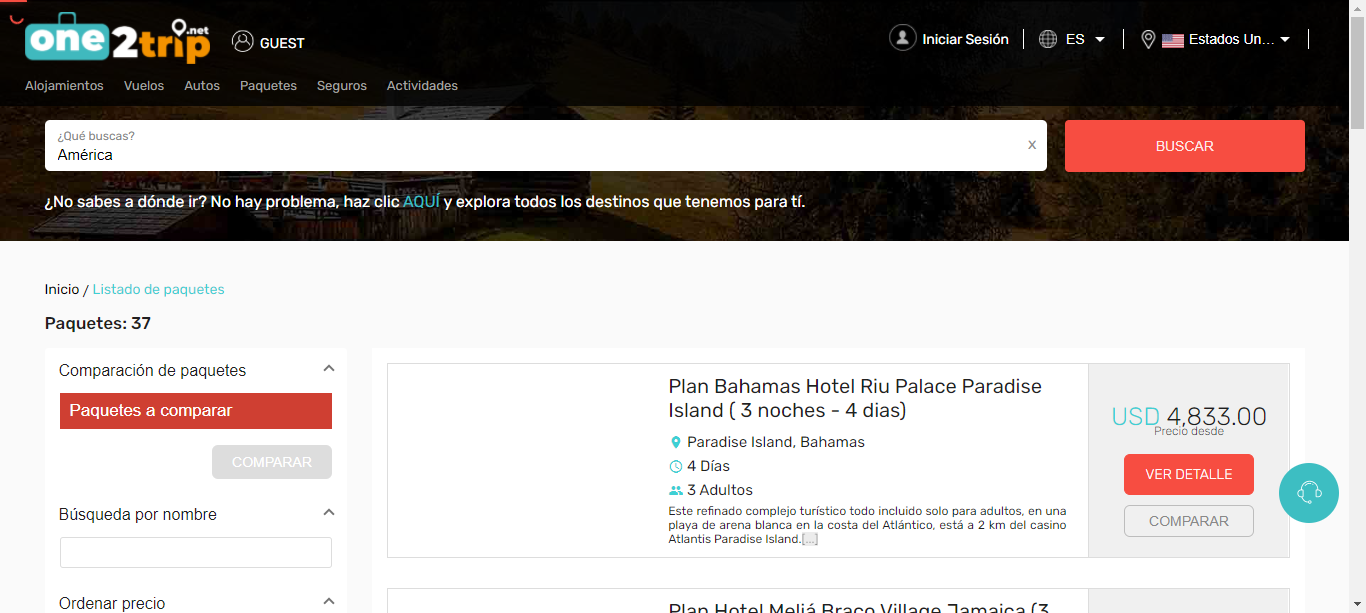 one2trip.net
GUEST
Iniciar Sesión
ES
Estados Un...
Alojamientos
Vuelos
Autos
Paquetes
Seguros
Actividades
¿Qué buscas?
América
x
BUSCAR
¿No sabes a dónde ir? No hay problema, haz clic AQUÍ y explora todos los destinos que tenemos para tí.
Inicio / Listado de paquetes
Paquetes: 37
Comparación de paquetes
Paquetes a comparar
COMPARAR
Búsqueda por nombre
Ordenar precio
Plan Bahamas Hotel Riu Palace Paradise
Island ( 3 noches - 4 dias)
Paradise Island, Bahamas
4 Días
3 Adultos
Este refinado complejo turístico todo incluido solo para adultos, en una
playa de arena blanca en la costa del Atlántico, está a 2 km del casino
Atlantis Paradise Island.[...]
USD 4,833.00
Precio desde
VER DETALLE
COMPARAR
Plan Hotel Meliá Braco Village Jamaica (3